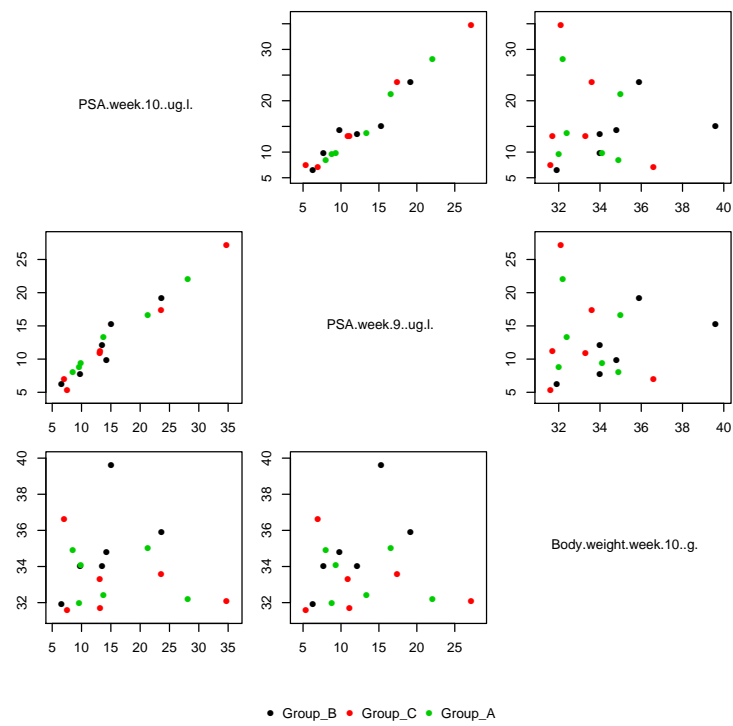 30
20
10
5
5 10 15 20 25
32 34 36 38 40
PSA.week.10..ug.l.
30
20
10
5
25
20
15
10
5
5 10 15 20 25 30 35
PSA.week.9..ug.l.
25
20
15
10
5
32 34 36 38 40
40
38
36
34
32
5 10 15 20 25 30 35
40
38
36
34
32
5 10 15 20 25
Body.weight.week.10..g.
Group_B Group_C Group_A